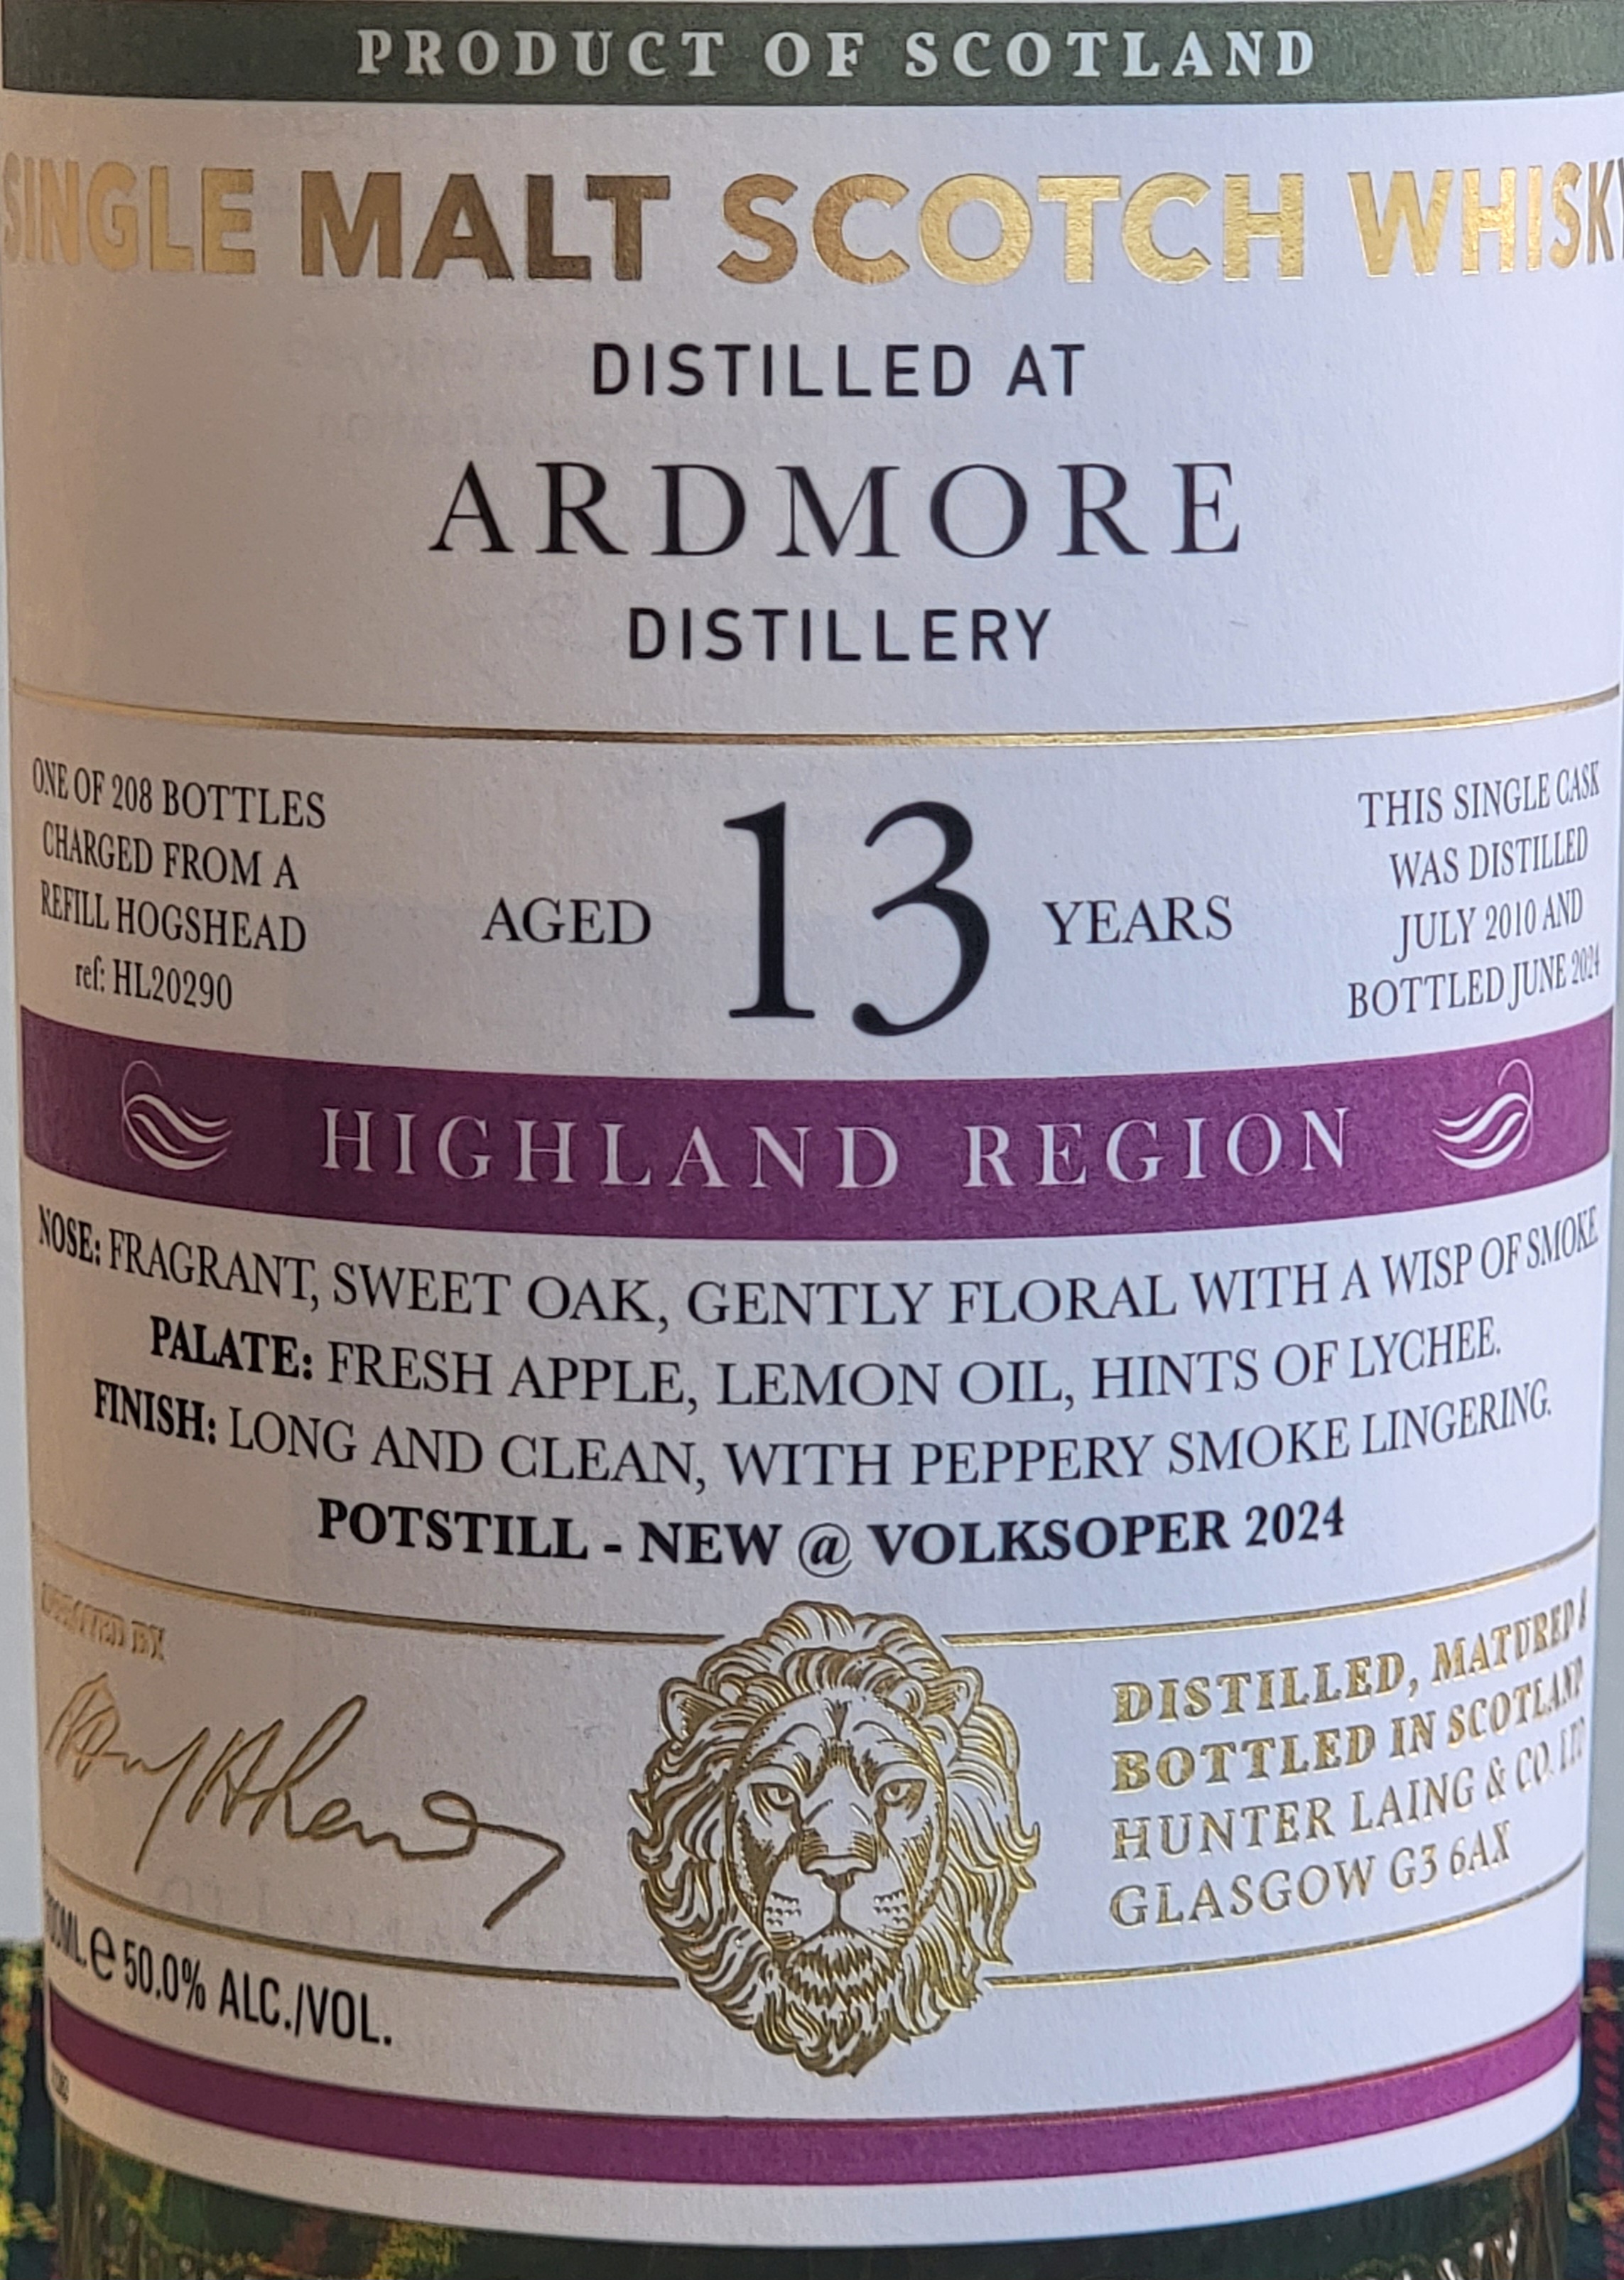 PRODUCT OF SCOTLAND
SINGLE MALT SCOTCH WHISKY
DISTILLED AT
ARDMORE
DISTILLERY
ONE OF 208 BOTTLES
CHARGED FROM A
REFILL HOGSHEAD
ref: HL20290
AGED 13 YEARS
THIS SINGLE CASK
WAS DISTILLED
JULY 2010 AND
BOTTLED JUNE 2024
HIGHLAND REGION
NOSE: FRAGRANT, SWEET OAK, GENTLY FLORAL WITH A WISP OF SMOKE.
PALATE: FRESH APPLE, LEMON OIL, HINTS OF LYCHEE.
FINISH: LONG AND CLEAN, WITH PEPPERY SMOKE LINGERING.
POTSTILL - NEW @ VOLKSOPER 2024
BY
DISTILLED, MATURED &
BOTTLED IN SCOTLAND
HUNTER LAING & CO. LTD
GLASGOW G3 6AX
e 50.0% ALC./VOL.